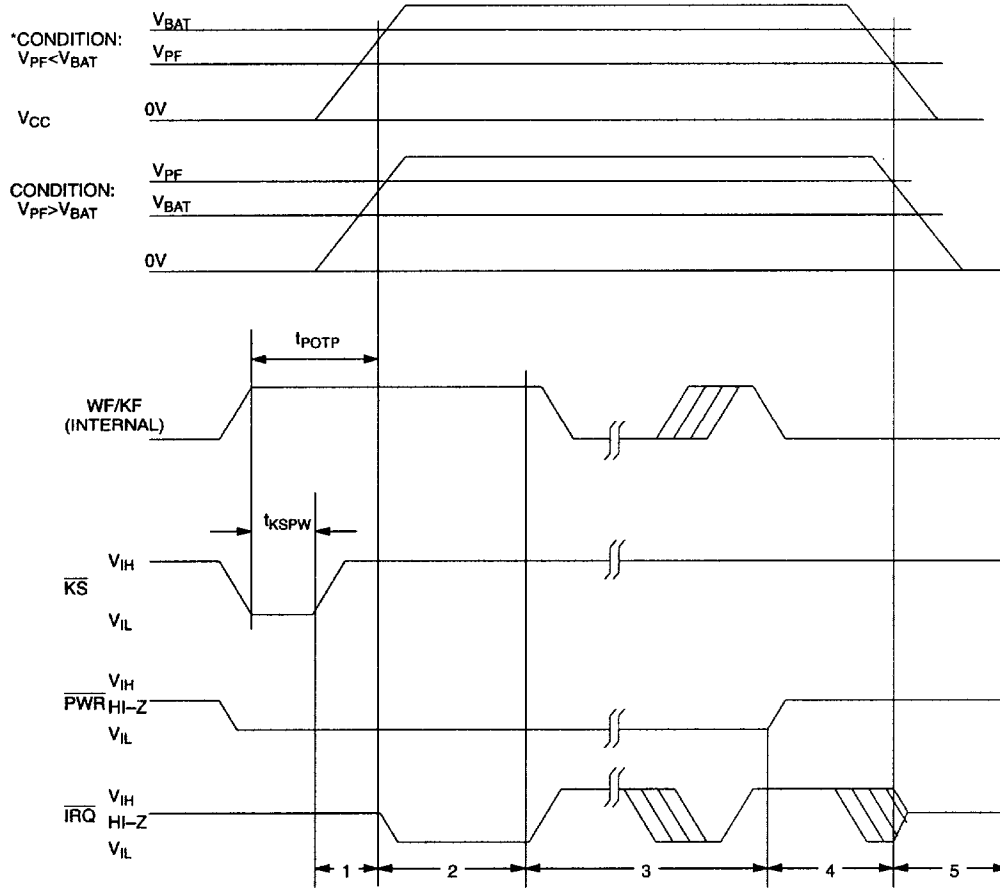 *CONDITION:
VPF<VBAT
VBAT
VPF
VCC
0V
CONDITION:
VPF>VBAT
VPF
VBAT
0V
tPOTP
WF/KF
(INTERNAL)
tKSPW
KS
VIH
VIL
PWR
VIH
HI–Z
VIL
IRQ
VIH
HI–Z
VIL
1 2 3 4 5